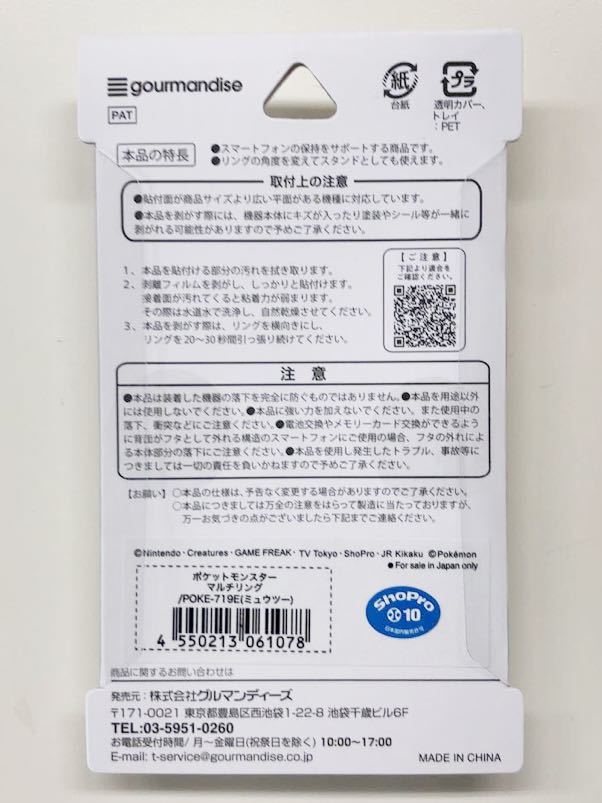 gourmandise
PAT
紙
台紙
プラ
透明カバー、
トレイ
：PET
本品の特長
●スマートフォンの保持をサポートする商品です。
●リングの角度を変えてスタンドとしても使えます。
取付上の注意
●貼付面が商品サイズより広い平面がある機種に対応しています。
●本品を剥がす際には、機器本体にキズが入ったり塗装やシール等が一緒に
剥がれる可能性がありますので予めご了承ください。
【ご注意】
下記より適合を
ご確認ください。
1、本品を貼付ける部分の汚れを拭き取ります。
2、剥離フィルムを剥がし、しっかりと貼付けます。
接着面が汚れてくると粘着力が弱まります。
その際は水道水で洗浄し、自然乾燥させてください。
3、本品を剥がす際は、リングを横向きにし、
リングを20～30秒間引っ張り続けてください。
注意
●本品は装着した機器の落下を完全に防ぐものではありません。●本品を用途以外
には使用しないでください。●本品に強い力を加えないでください。また使用中の
落下、衝突などにご注意ください。●電池交換やメモリーカード交換ができるよう
に背面がフタとして外れる構造のスマートフォンにご使用の場合、フタの外れによ
る本体部分の落下にご注意ください。●本品を使用し発生したトラブル、事故等に
つきましては一切の責任を負いかねますので予めご了承ください。
【お願い】○本品の仕様は、予告なく変更する場合がありますのでご了承ください。
○本品につきましては万全の注意をはらって製造に当たっておりますが、
万一お気づきの点がございましたら下記までご連絡ください。
©Nintendo・Creatures・GAME FREAK・TV Tokyo・ShoPro・JR Kikaku ©Pokémon
●For sale in Japan only
ポケットモンスター
マルチリング
/POKE-719E(ミュウツー)
4 550213 061078
ShoPro
10
日本国内販売許可
商品に関するお問い合わせは
発売元：株式会社グルマンディーズ
〒171-0021 東京都豊島区西池袋1-22-8 池袋千歳ビル6F
TEL:03-5951-0260
お電話受付時間/ 月～金曜日(祝祭日を除く) 10:00～17:00
E-mail: t-service@gourmandise.co.jp
MADE IN CHINA